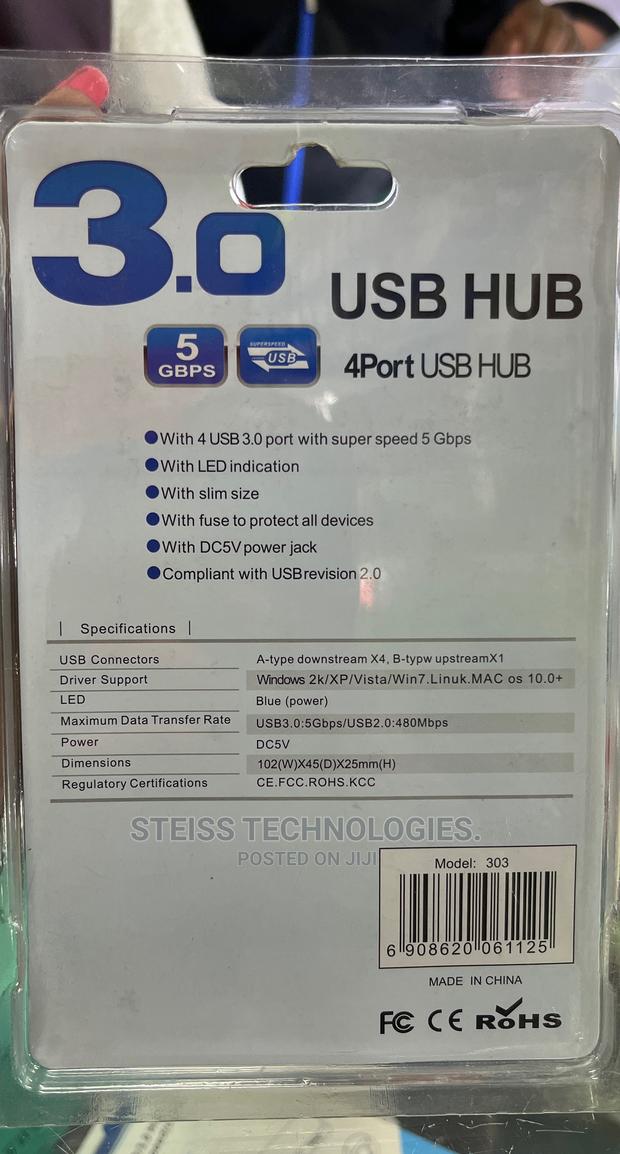 3.0
USB HUB
5
GBPS
SUPERSPEED
USB
4Port USB HUB
●With 4 USB 3.0 port with super speed 5 Gbps
●With LED indication
●With slim size
●With fuse to protect all devices
●With DC5V power jack
●Compliant with USB revision 2.0
| Specifications |
USB Connectors A-type downstream X4, B-typw upstreamX1
Driver Support Windows 2k/XP/Vista/Win7.Linuk.MAC os 10.0+
LED Blue (power)
Maximum Data Transfer Rate USB3.0:5Gbps/USB2.0:480Mbps
Power DC5V
Dimensions 102(W)X45(D)X25mm(H)
Regulatory Certifications CE.FCC.ROHS.KCC
STEISS TECHNOLOGIES.
POSTED ON JIJI
Model: 303
6 908620 061125
MADE IN CHINA
FC CE RoHS